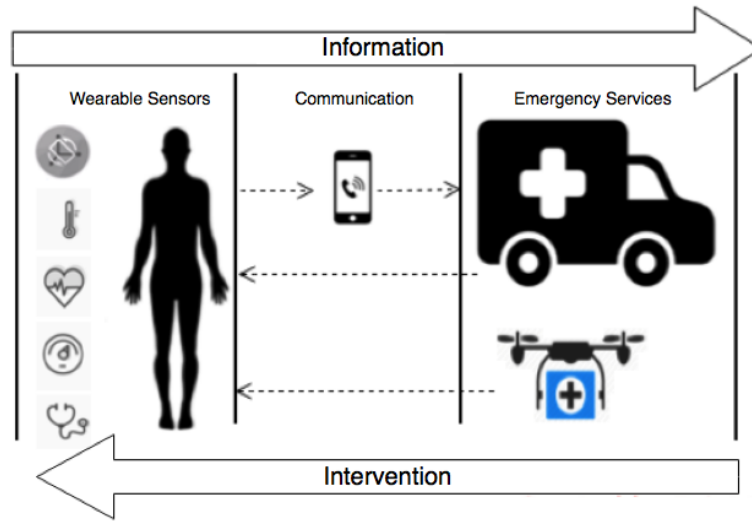 Information
Wearable Sensors
Communication
Emergency Services
Intervention